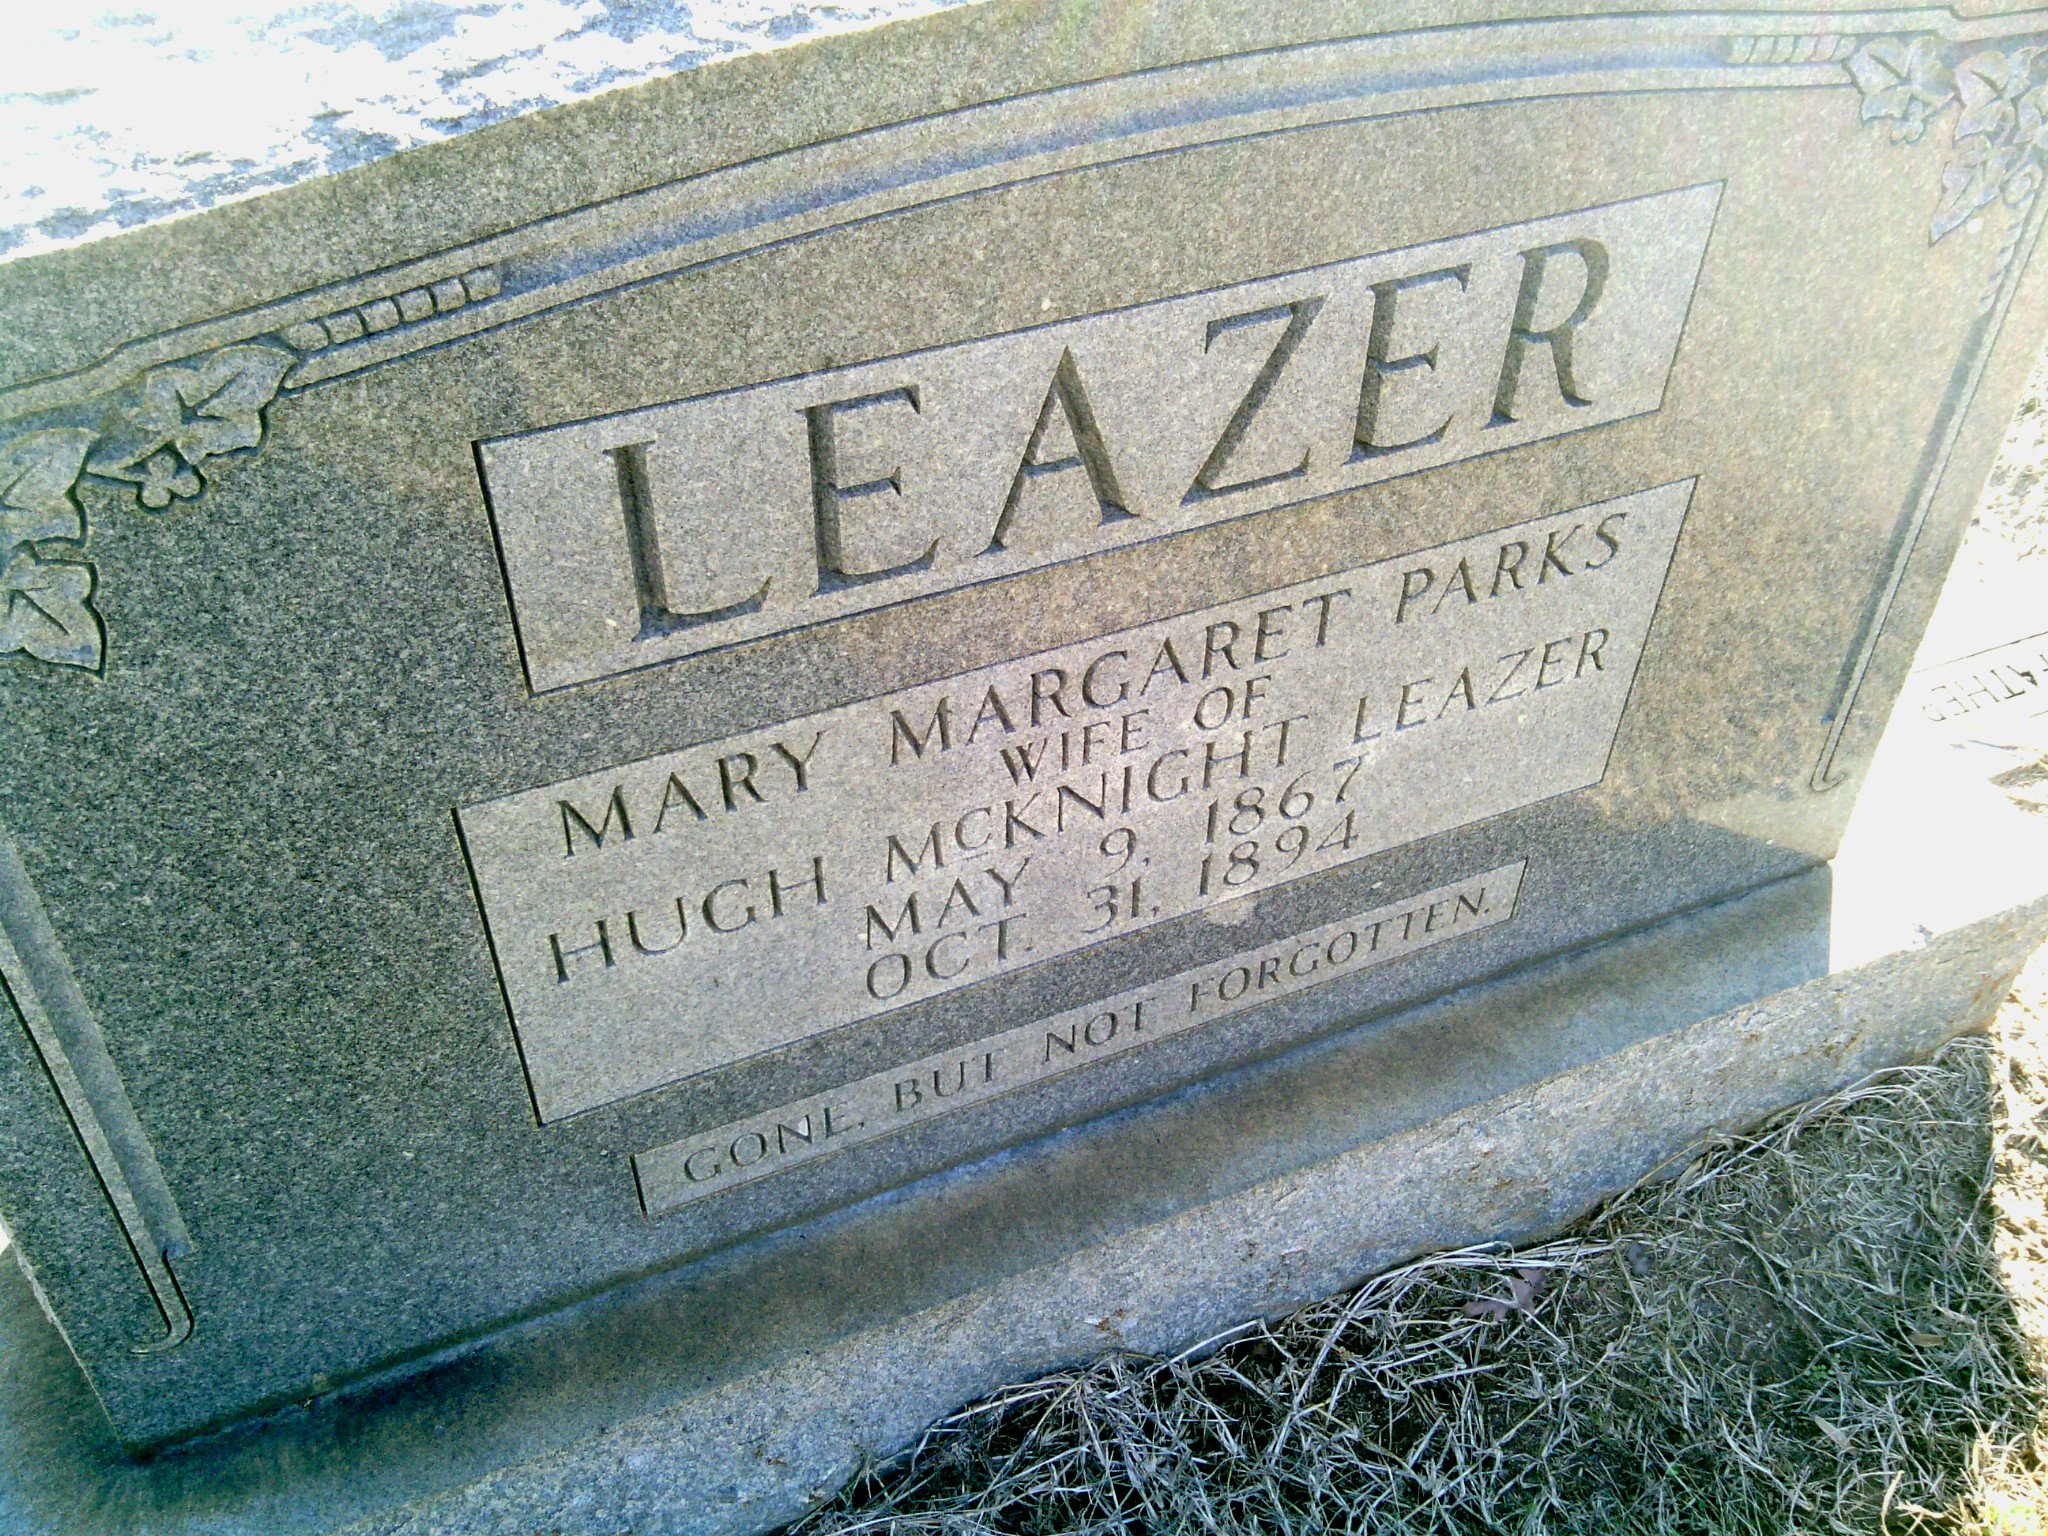 LEAZER
MARY MARGARET PARKS
WIFE OF
HUGH McKNIGHT LEAZER
MAY 9, 1867
OCT. 31, 1894
GONE, BUT NOT FORGOTTEN.
FATHER